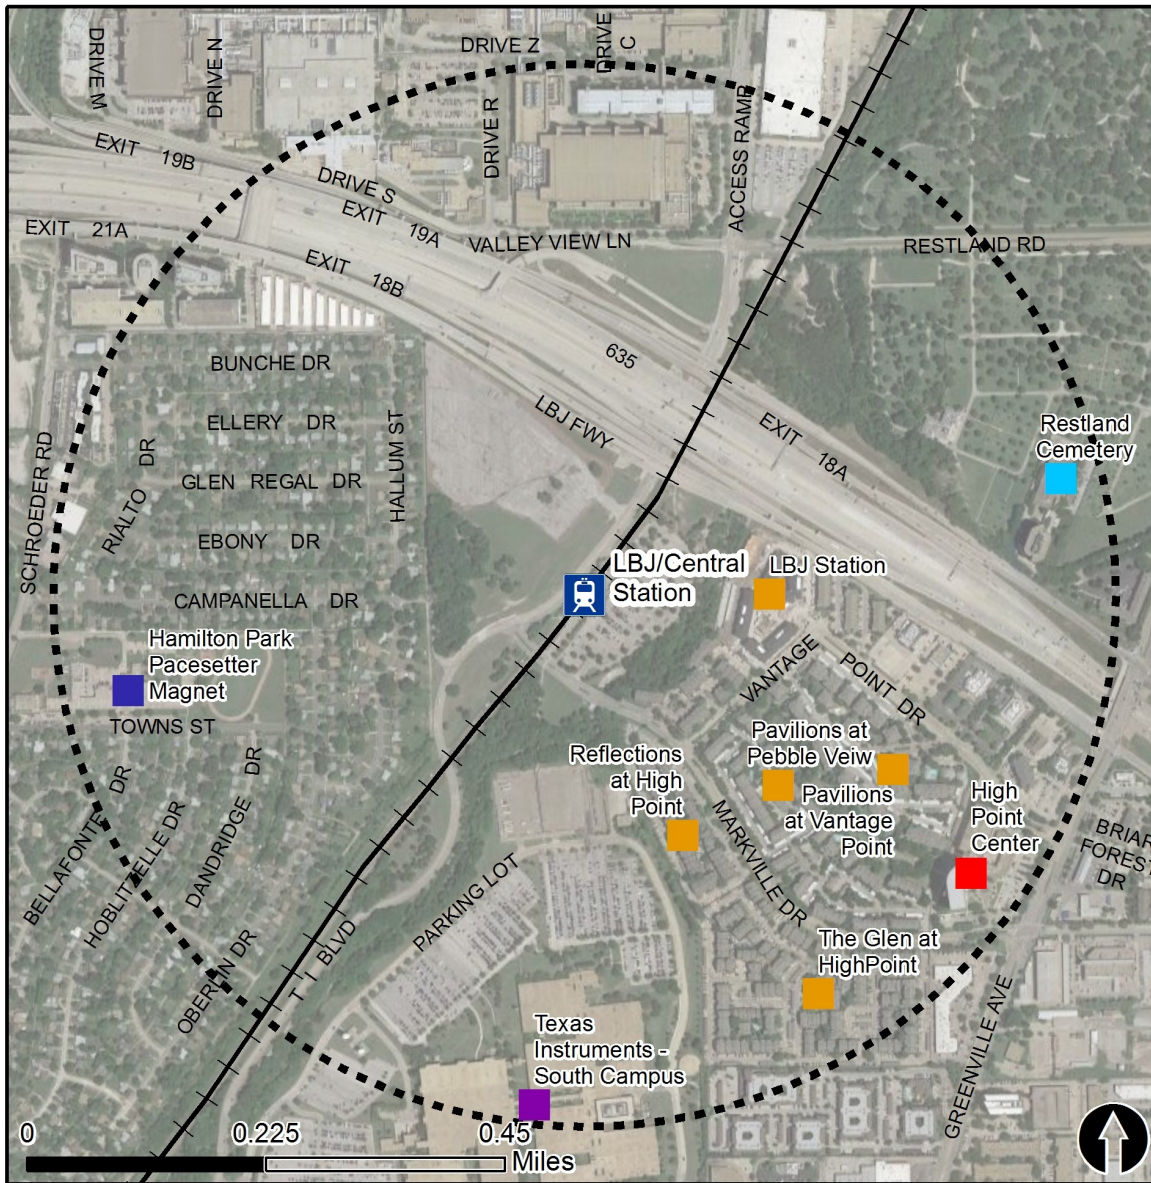 DRIVE M
DRIVE N
DRIVE Z
DRIVE C
DRIVE R
ACCESS RAMP
EXIT 19B
DRIVE S
EXIT 19A
EXIT 21A
VALLEY VIEW LN
RESTLAND RD
EXIT 18B
635
BUNCHE DR
LBJ FWY
EXIT 18A
ELLERY DR
HALLUM ST
Restland
Cemetery
SCHROEDER RD
RIALTO DR
GLEN REGAL DR
EBONY DR
LBJ/Central
Station
LBJ Station
CAMPANELLA DR
Hamilton Park
Pacesetter
Magnet
VANTAGE POINT DR
TOWNS ST
Pavilions at
Pebble Veiw
Reflections
at High
Point
Pavilions
at Vantage
Point
High
Point
Center
BELLAFONTE DR
HOBLITZELLE DR
DANDRIDGE DR
MARKVILLE DR
BRIAR
FOREST
DR
PARKING LOT
OBERLIN DR
T I BLVD
The Glen at
HighPoint
GREENVILLE AVE
Texas
Instruments -
South Campus
0 0.225 0.45
Miles